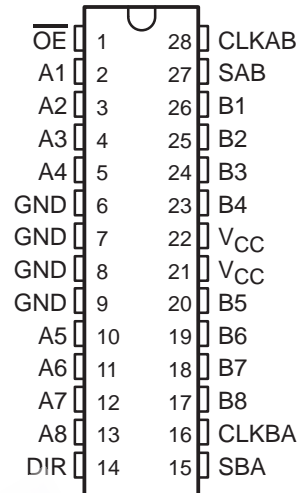 OE 1 28 CLKAB
A1 2 27 SAB
A2 3 26 B1
A3 4 25 B2
A4 5 24 B3
GND 6 23 B4
GND 7 22 VCC
GND 8 21 VCC
GND 9 20 B5
A5 10 19 B6
A6 11 18 B7
A7 12 17 B8
A8 13 16 CLKBA
DIR 14 15 SBA